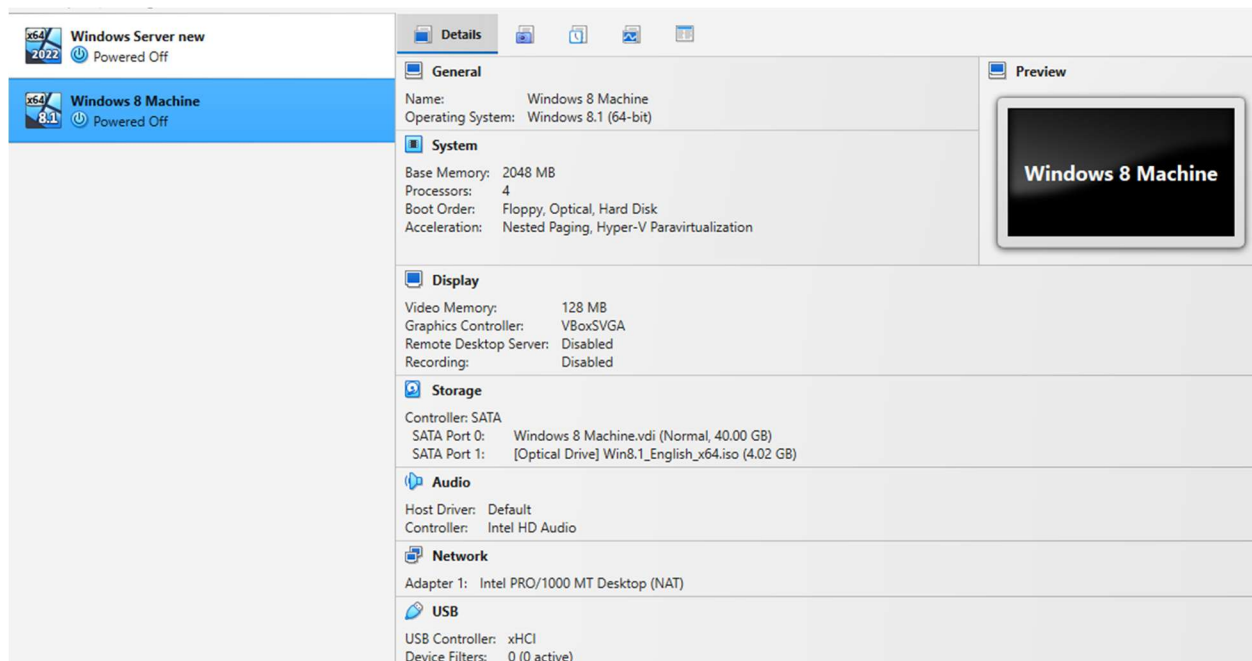 x64 Windows Server new
2022 Powered Off
x64 Windows 8 Machine
8.1 Powered Off
Details
General
Name: Windows 8 Machine
Operating System: Windows 8.1 (64-bit)
System
Base Memory: 2048 MB
Processors: 4
Boot Order: Floppy, Optical, Hard Disk
Acceleration: Nested Paging, Hyper-V Paravirtualization
Preview
Windows 8 Machine
Display
Video Memory: 128 MB
Graphics Controller: VBoxSVGA
Remote Desktop Server: Disabled
Recording: Disabled
Storage
Controller: SATA
SATA Port 0: Windows 8 Machine.vdi (Normal, 40.00 GB)
SATA Port 1: [Optical Drive] Win8.1_English_x64.iso (4.02 GB)
Audio
Host Driver: Default
Controller: Intel HD Audio
Network
Adapter 1: Intel PRO/1000 MT Desktop (NAT)
USB
USB Controller: xHCI
Device Filters: 0 (0 active)